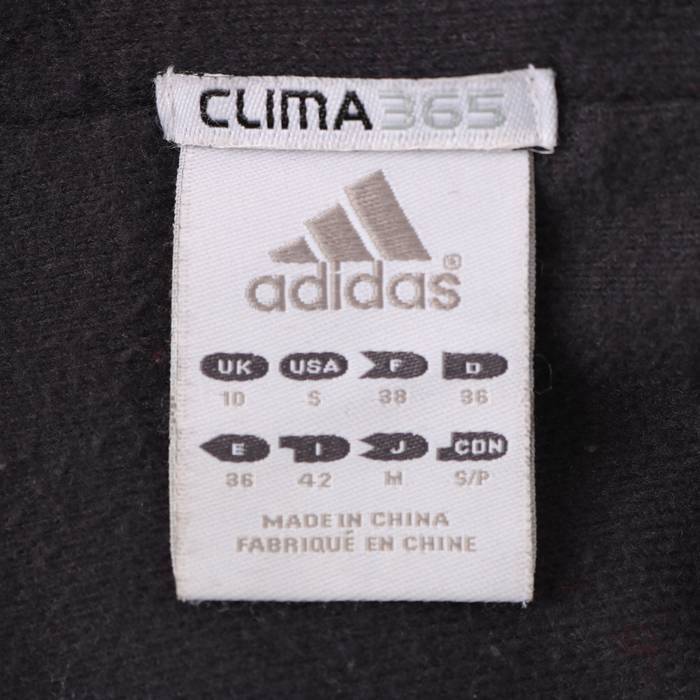 CLIMA365
adidas®
UK USA F D
10 S 38 36
E I J CDN
36 42 M S/P
MADE IN CHINA
FABRIQUÉ EN CHINE